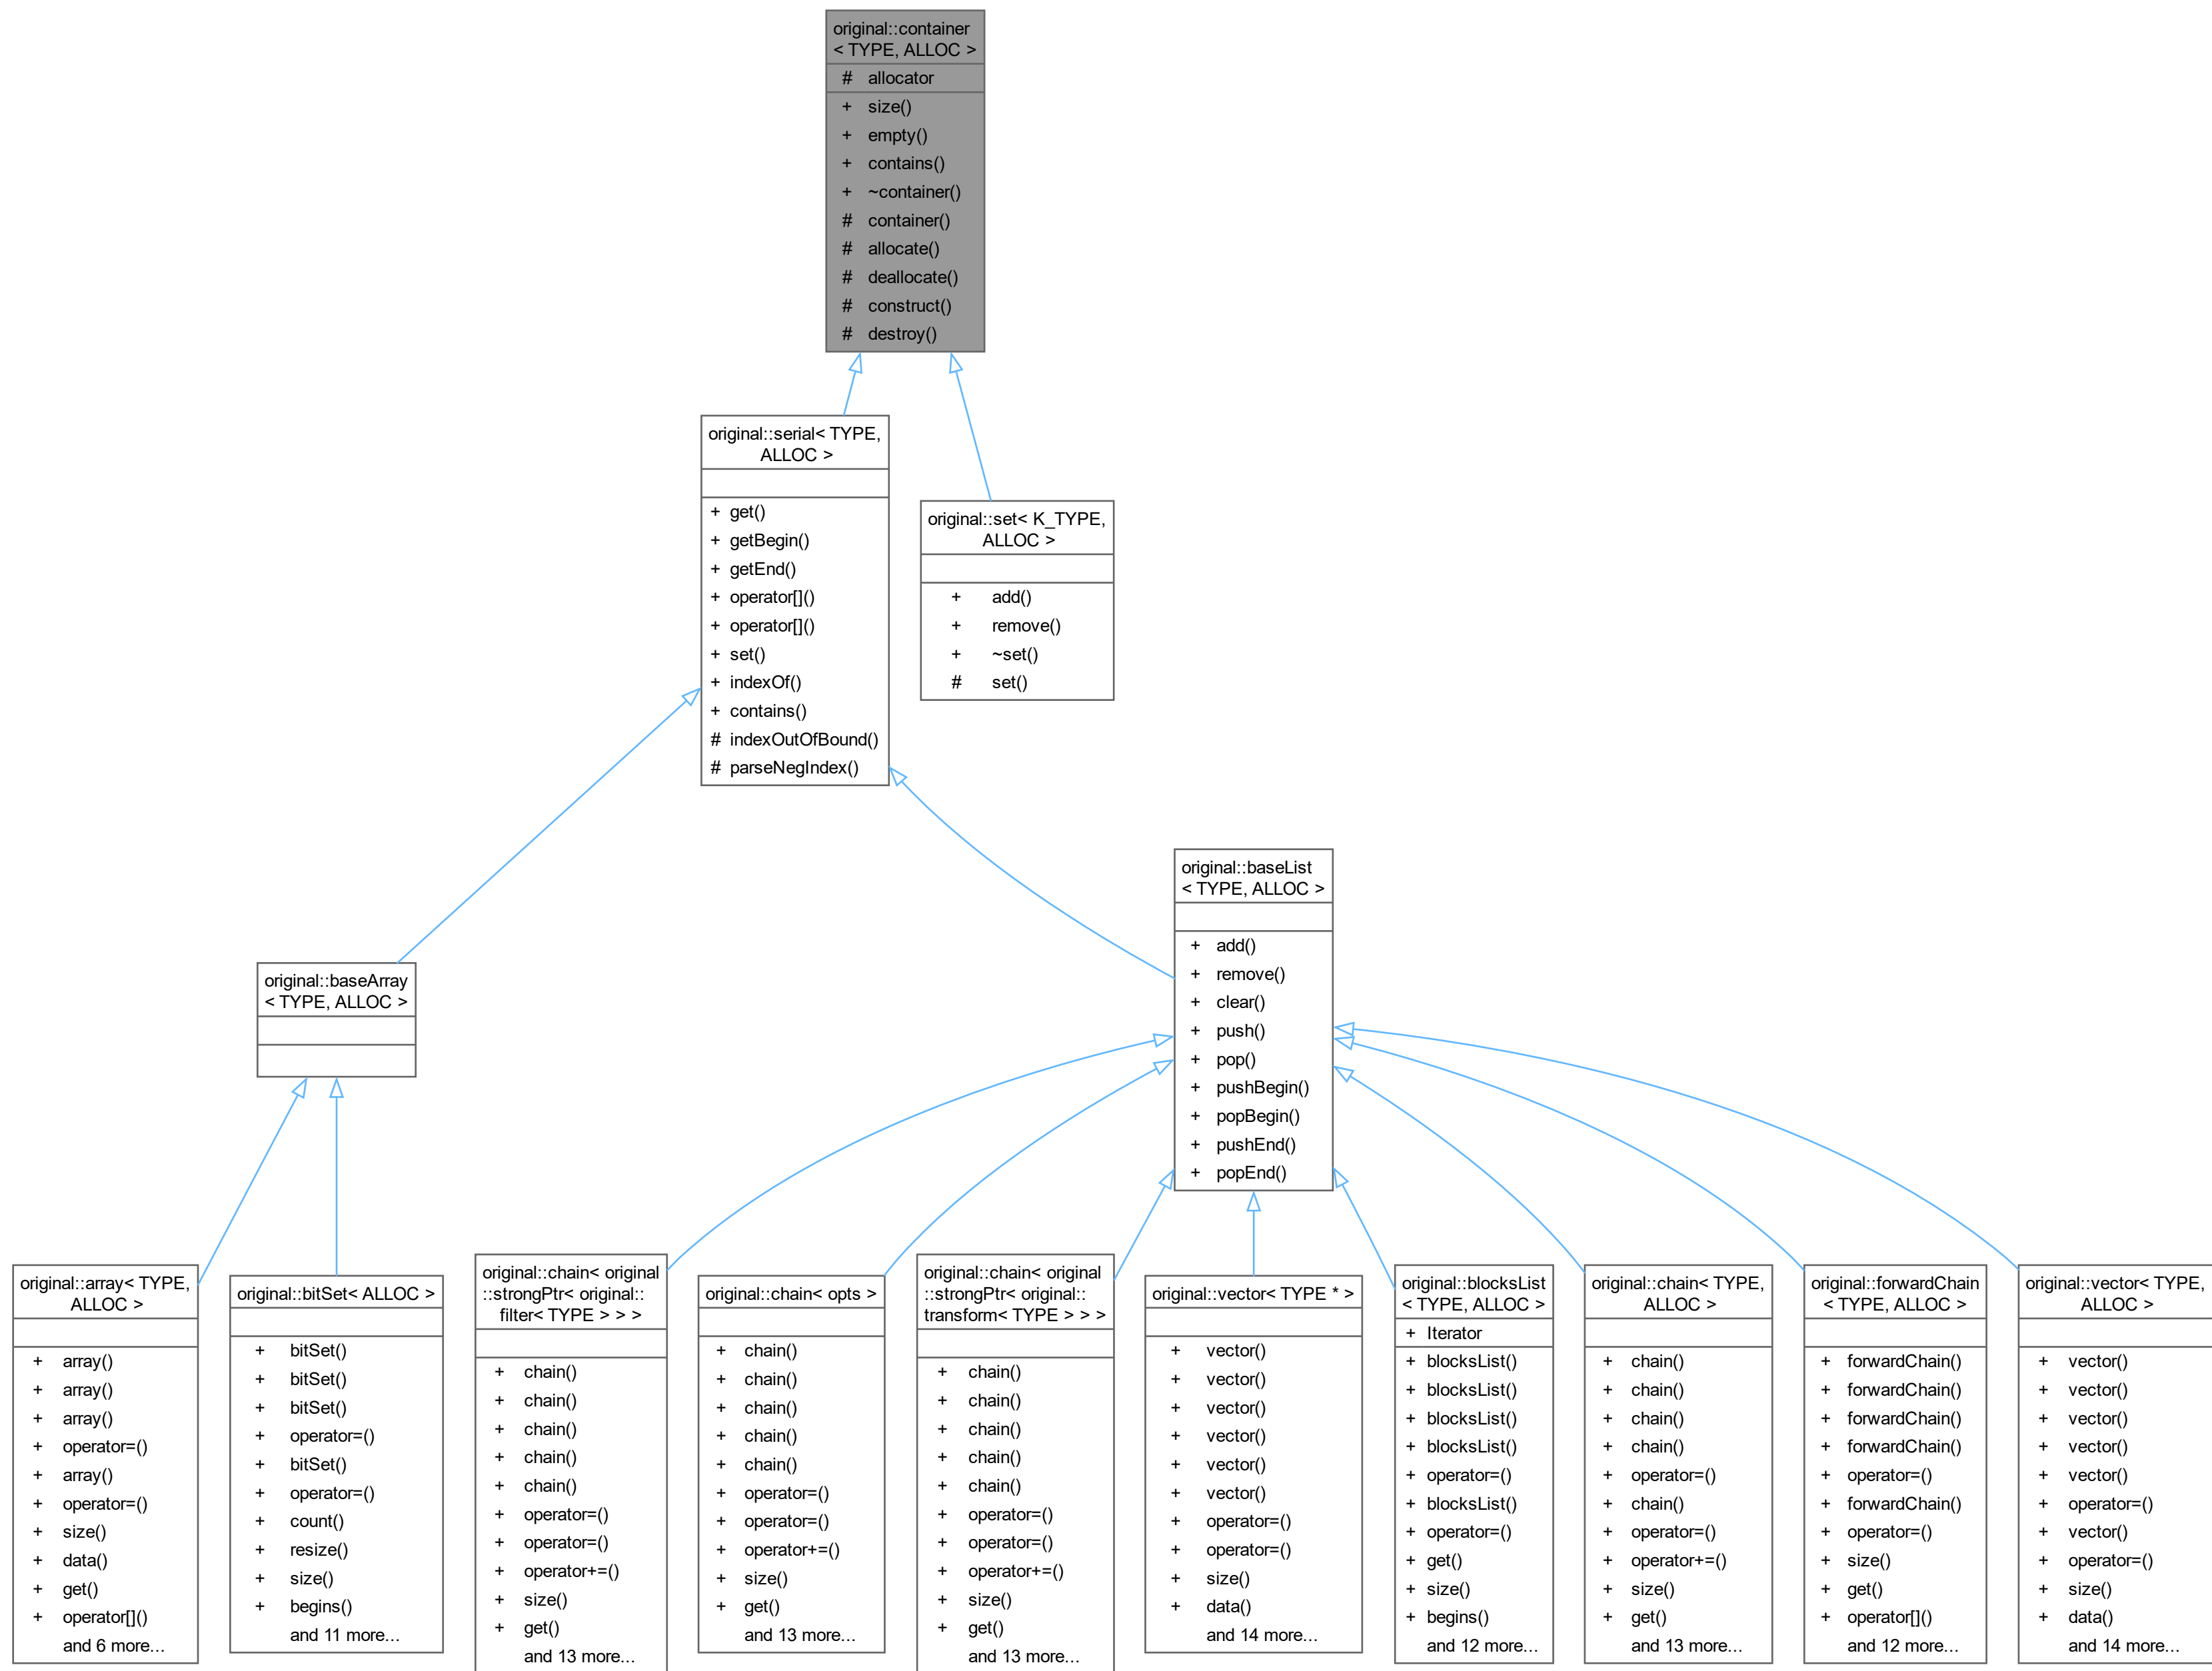 original::container
< TYPE, ALLOC >
# allocator
+ size()
+ empty()
+ contains()
+ ~container()
# container()
# allocate()
# deallocate()
# construct()
# destroy()
original::serial< TYPE,
ALLOC >
+ get()
+ getBegin()
+ getEnd()
+ operator[]()
+ operator[]()
+ set()
+ indexOf()
+ contains()
# indexOutOfBound()
# parseNegIndex()
original::set< K_TYPE,
ALLOC >
+ add()
+ remove()
+ ~set()
# set()
original::baseArray
< TYPE, ALLOC >
original::baseList
< TYPE, ALLOC >
+ add()
+ remove()
+ clear()
+ push()
+ pop()
+ pushBegin()
+ popBegin()
+ pushEnd()
+ popEnd()
original::array< TYPE,
ALLOC >
+ array()
+ array()
+ array()
+ operator=()
+ array()
+ operator=()
+ size()
+ data()
+ get()
+ operator[]()
and 6 more...
original::bitSet< ALLOC >
+ bitSet()
+ bitSet()
+ bitSet()
+ operator=()
+ bitSet()
+ operator=()
+ count()
+ resize()
+ size()
+ begins()
and 11 more...
original::chain< original
::strongPtr< original::
filter< TYPE > > >
+ chain()
+ chain()
+ chain()
+ chain()
+ chain()
+ operator=()
+ operator=()
+ operator+=()
+ size()
+ get()
and 13 more...
original::chain< opts >
+ chain()
+ chain()
+ chain()
+ chain()
+ chain()
+ operator=()
+ operator=()
+ operator+=()
+ size()
+ get()
and 13 more...
original::chain< original
::strongPtr< original::
transform< TYPE > > >
+ chain()
+ chain()
+ chain()
+ chain()
+ chain()
+ operator=()
+ operator=()
+ operator+=()
+ size()
+ get()
and 13 more...
original::vector< TYPE * >
+ vector()
+ vector()
+ vector()
+ vector()
+ vector()
+ vector()
+ operator=()
+ operator=()
+ size()
+ data()
and 14 more...
original::blocksList
< TYPE, ALLOC >
+ Iterator
+ blocksList()
+ blocksList()
+ blocksList()
+ blocksList()
+ operator=()
+ blocksList()
+ operator=()
+ get()
+ size()
+ begins()
and 12 more...
original::chain< TYPE,
ALLOC >
+ chain()
+ chain()
+ chain()
+ chain()
+ operator=()
+ chain()
+ operator=()
+ operator+=()
+ size()
+ get()
and 13 more...
original::forwardChain
< TYPE, ALLOC >
+ forwardChain()
+ forwardChain()
+ forwardChain()
+ forwardChain()
+ operator=()
+ forwardChain()
+ operator=()
+ size()
+ get()
+ operator[]()
and 12 more...
original::vector< TYPE,
ALLOC >
+ vector()
+ vector()
+ vector()
+ vector()
+ vector()
+ operator=()
+ vector()
+ operator=()
+ size()
+ data()
and 14 more...